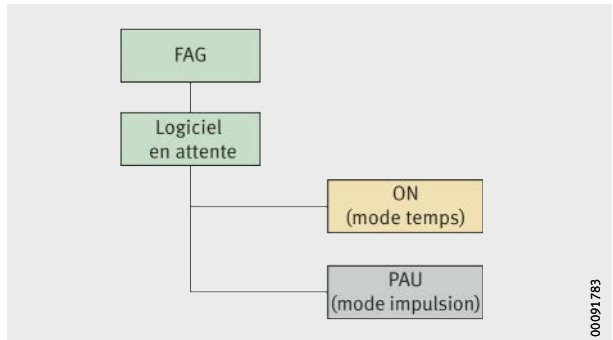 FAG
Logiciel
en attente
ON
(mode temps)
PAU
(mode impulsion)
00091783